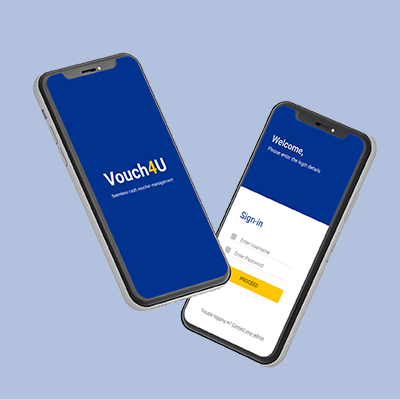 Vouch4U
Seamless cash voucher management
Welcome,
Please enter the login details
Sign-in
Enter Username
Enter Password
PROCEED
Trouble logging in? Contact your admin